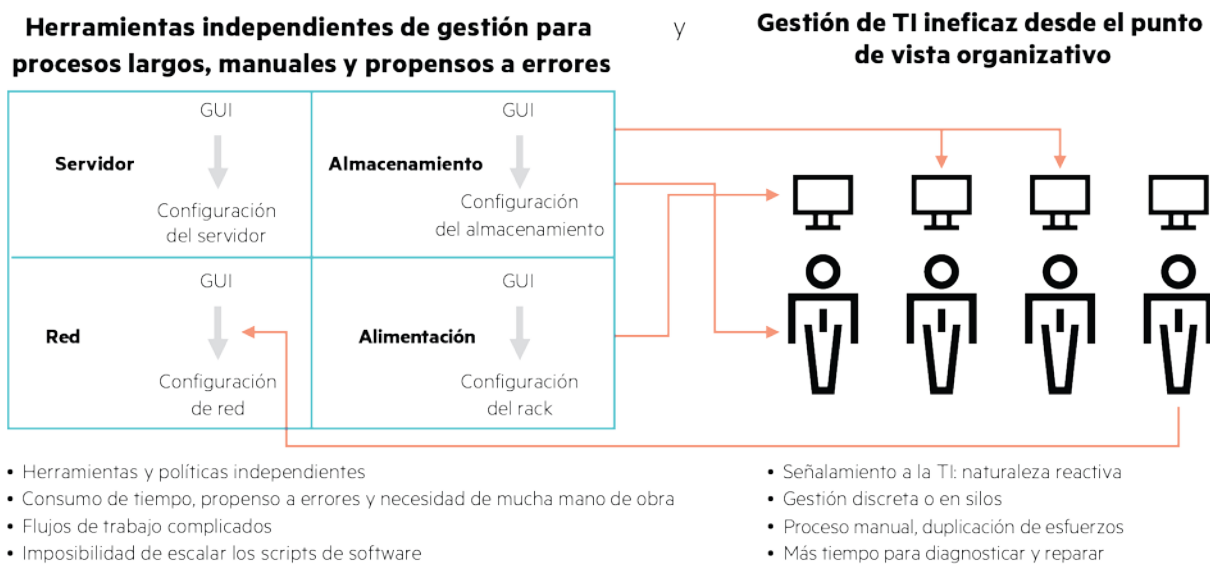 Herramientas independientes de gestión para
procesos largos, manuales y propensos a errores
y
Gestión de TI ineficaz desde el punto
de vista organizativo
GUI
Servidor
Configuración
del servidor
GUI
Almacenamiento
Configuración
del almacenamiento
GUI
Red
Configuración
de red
GUI
Alimentación
Configuración
del rack
• Herramientas y políticas independientes
• Consumo de tiempo, propenso a errores y necesidad de mucha mano de obra
• Flujos de trabajo complicados
• Imposibilidad de escalar los scripts de software
• Señalamiento a la TI: naturaleza reactiva
• Gestión discreta o en silos
• Proceso manual, duplicación de esfuerzos
• Más tiempo para diagnosticar y reparar